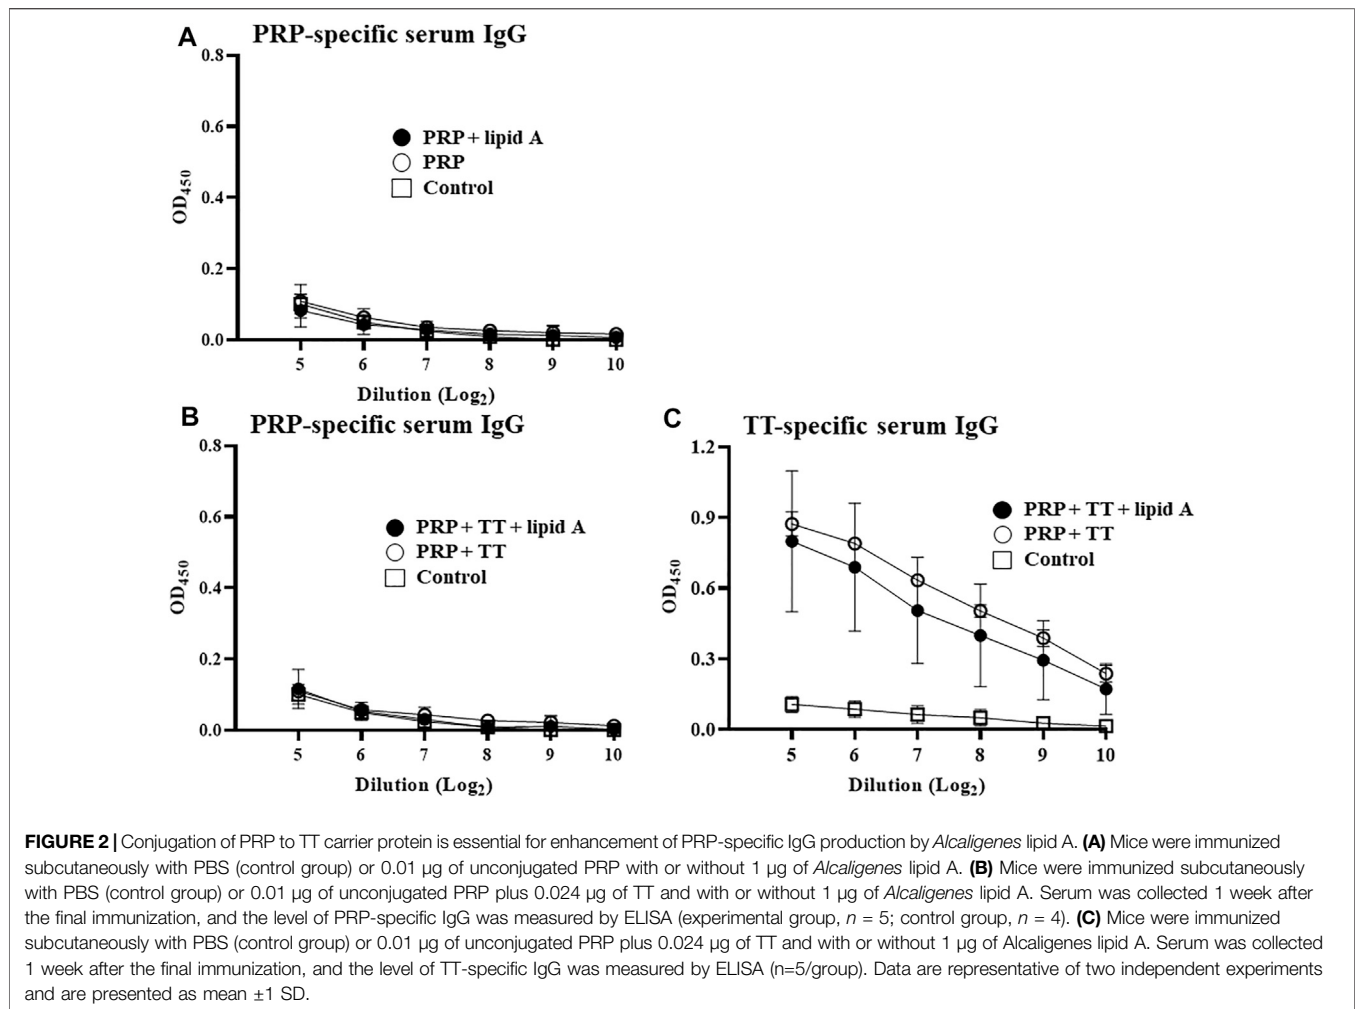 A PRP-specific serum IgG
0.8
0.6
0.4
0.2
0.0
OD450
PRP + lipid A
PRP
Control
5 6 7 8 9 10
Dilution (Log2)
B PRP-specific serum IgG
0.8
0.6
0.4
0.2
0.0
OD450
PRP + TT + lipid A
PRP + TT
Control
5 6 7 8 9 10
Dilution (Log2)
C TT-specific serum IgG
1.2
0.9
0.6
0.3
0.0
OD450
PRP + TT + lipid A
PRP + TT
Control
5 6 7 8 9 10
Dilution (Log2)
FIGURE 2 | Conjugation of PRP to TT carrier protein is essential for enhancement of PRP-specific IgG production by Alcaligenes lipid A. (A) Mice were immunized
subcutaneously with PBS (control group) or 0.01 µg of unconjugated PRP with or without 1 µg of Alcaligenes lipid A. (B) Mice were immunized subcutaneously
with PBS (control group) or 0.01 µg of unconjugated PRP plus 0.024 µg of TT and with or without 1 µg of Alcaligenes lipid A. Serum was collected 1 week after
the final immunization, and the level of PRP-specific IgG was measured by ELISA (experimental group, n = 5; control group, n = 4). (C) Mice were immunized
subcutaneously with PBS (control group) or 0.01 µg of unconjugated PRP plus 0.024 µg of TT and with or without 1 µg of Alcaligenes lipid A. Serum was collected
1 week after the final immunization, and the level of TT-specific IgG was measured by ELISA (n=5/group). Data are representative of two independent experiments
and are presented as mean ±1 SD.